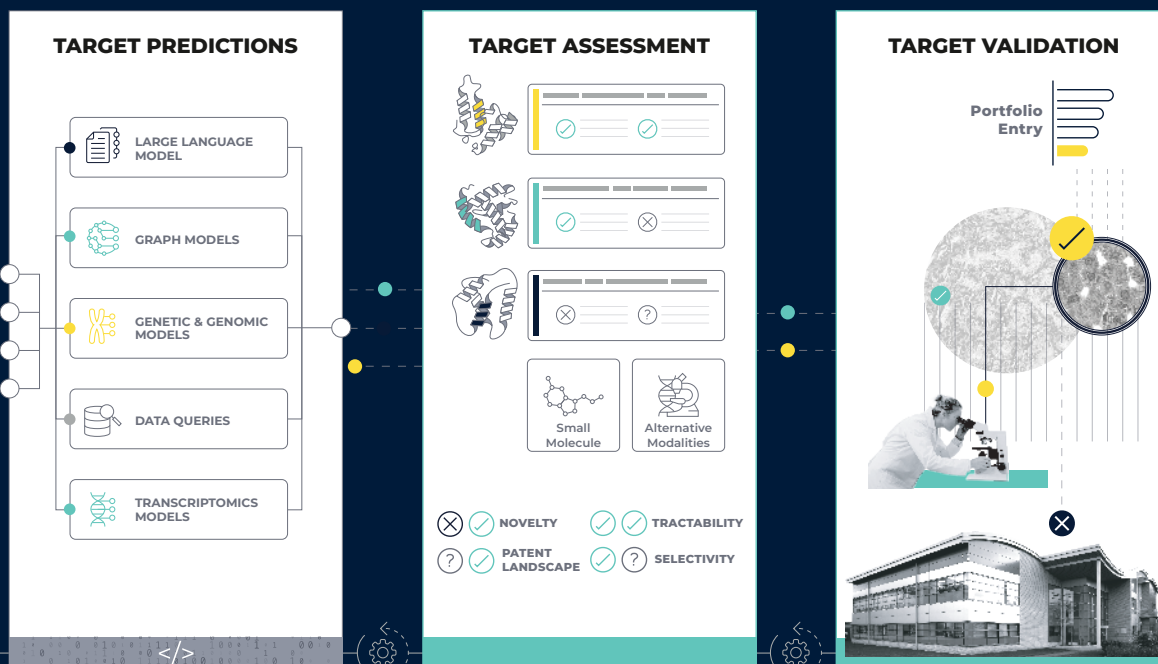 TARGET PREDICTIONS
LARGE LANGUAGE
MODEL
GRAPH MODELS
GENETIC & GENOMIC
MODELS
DATA QUERIES
TRANSCRIPTOMICS
MODELS
</>
TARGET ASSESSMENT
Small
Molecule
Alternative
Modalities
NOVELTY
TRACTABILITY
PATENT
LANDSCAPE
SELECTIVITY
TARGET VALIDATION
Portfolio
Entry